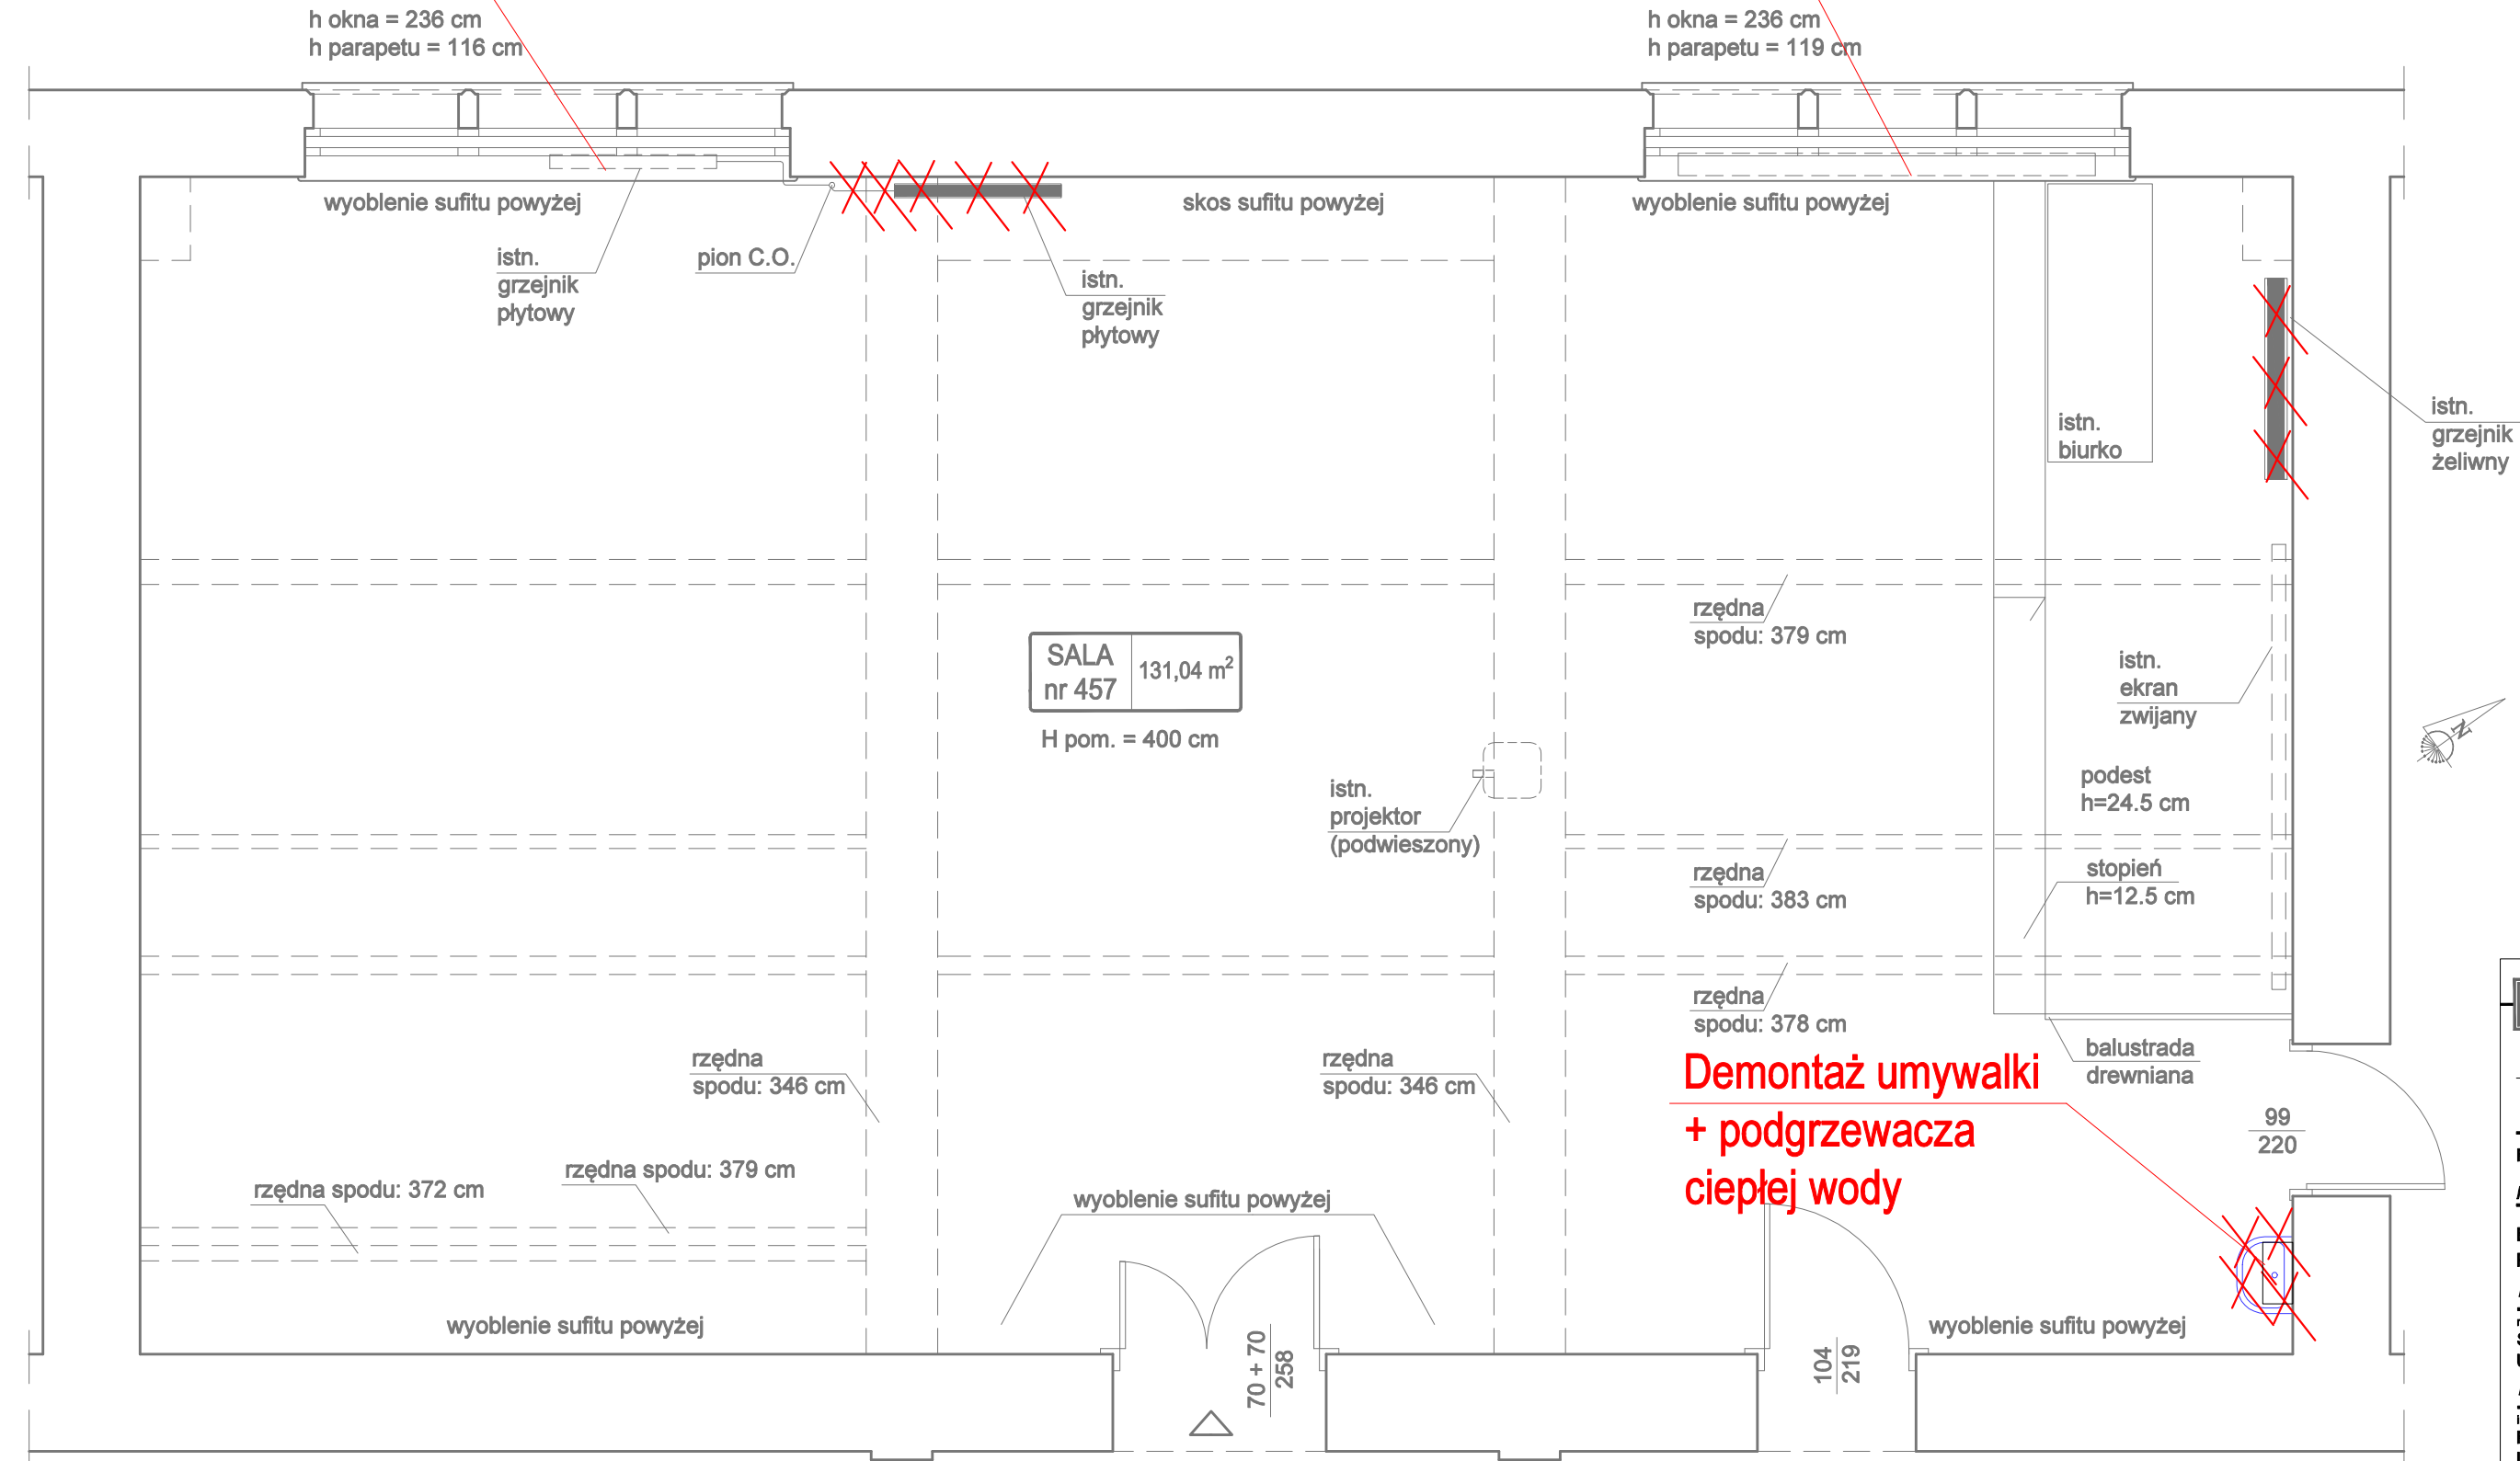 h okna = 236 cm
h parapetu = 116 cm
h okna = 236 cm
h parapetu = 119 cm
wyoblenie sufitu powyżej
skos sufitu powyżej
wyoblenie sufitu powyżej
istn.
grzejnik
płytowy
pion C.O.
istn.
grzejnik
płytowy
istn.
biurko
istn.
grzejnik
żeliwny
rzędna
spodu: 379 cm
SALA
nr 457
131,04 m²
H pom. = 400 cm
istn.
ekran
zwijany
N
istn.
projektor
(podwieszony)
podest
h=24.5 cm
rzędna
spodu: 383 cm
stopień
h=12.5 cm
rzędna
spodu: 378 cm
rzędna
spodu: 346 cm
rzędna
spodu: 346 cm
Demontaż umywalki
+ podgrzewacza
ciepłej wody
balustrada
drewniana
99
220
rzędna spodu: 372 cm
rzędna spodu: 379 cm
wyoblenie sufitu powyżej
wyoblenie sufitu powyżej
70 + 70
258
104
219
wyoblenie sufitu powyżej